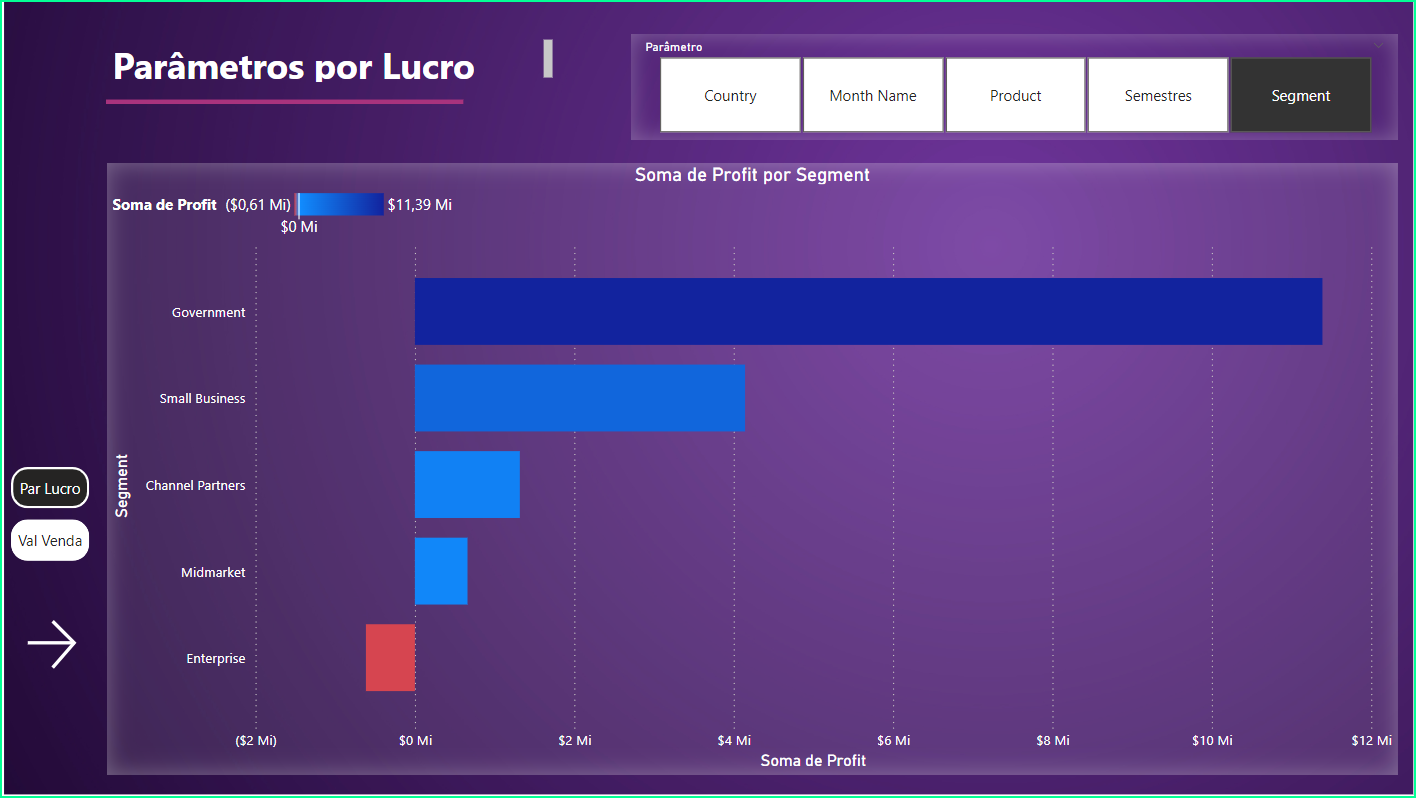 Parâmetros por Lucro
Parâmetro
Country
Month Name
Product
Semestres
Segment
Soma de Profit por Segment
Soma de Profit ($0,61 Mi) $11,39 Mi
$0 Mi
Government
Small Business
Channel Partners
Midmarket
Enterprise
Segment
($2 Mi) $0 Mi $2 Mi $4 Mi $6 Mi $8 Mi $10 Mi $12 Mi
Soma de Profit
Par Lucro
Val Venda